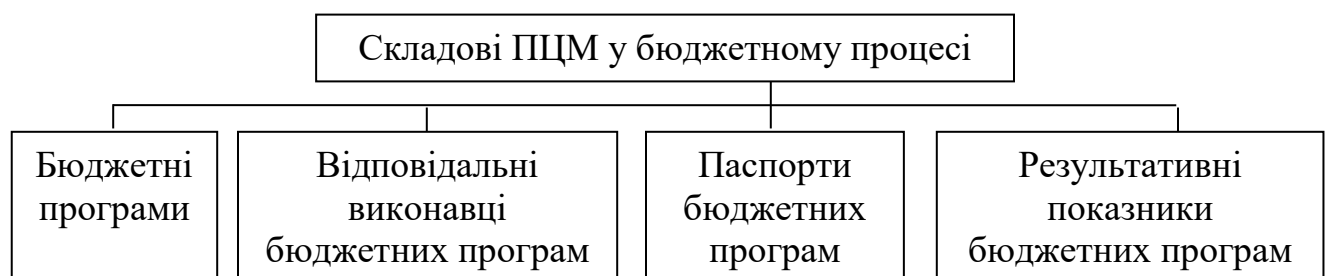 Складові ПЦМ у бюджетному процесі
Бюджетні
програми
Відповідальні
виконавці
бюджетних програм
Паспорти
бюджетних
програм
Результативні
показники
бюджетних програм